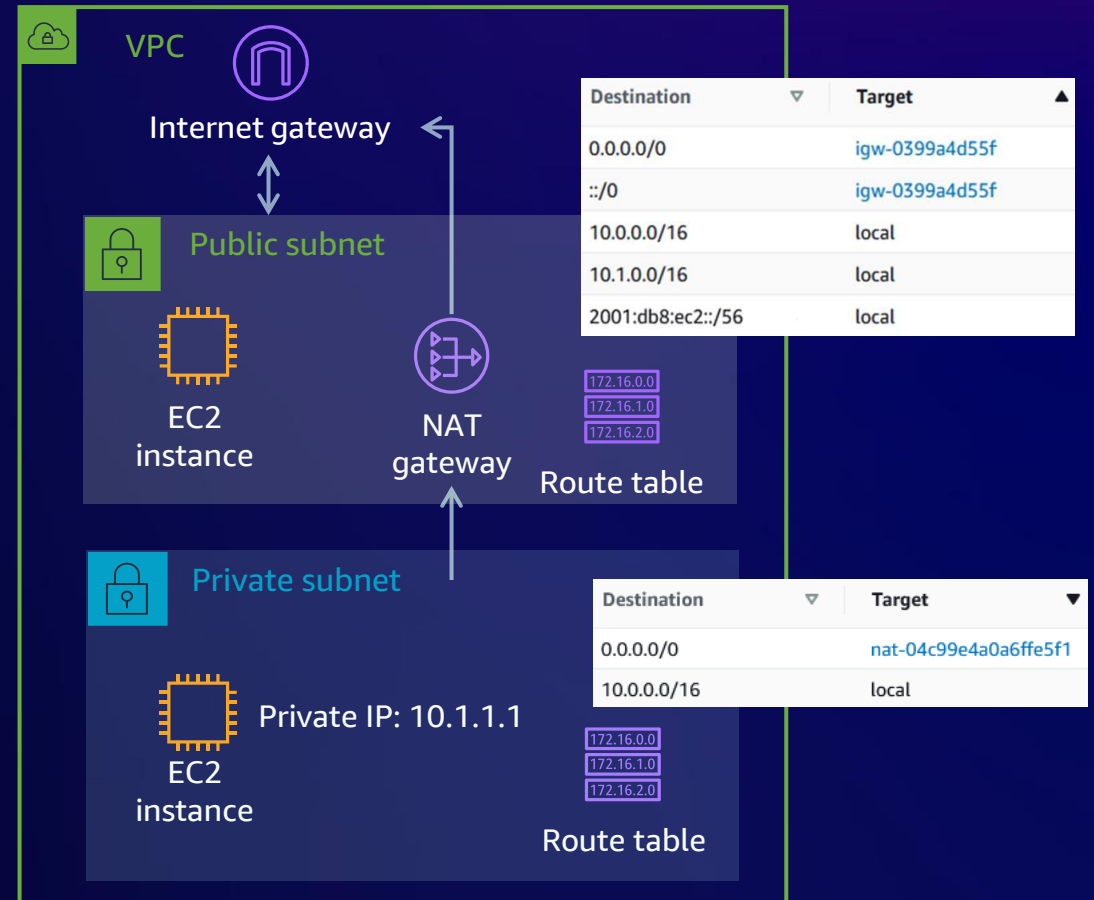 VPC
Internet gateway
Destination Target
0.0.0.0/0 igw-0399a4d55f
::/0 igw-0399a4d55f
10.0.0.0/16 local
10.1.0.0/16 local
2001:db8:ec2::/56 local
Public subnet
EC2
instance
NAT
gateway
172.16.0.0
172.16.1.0
172.16.2.0
Route table
Private subnet
Destination Target
0.0.0.0/0 nat-04c99e4a0a6ffe5f1
10.0.0.0/16 local
Private IP: 10.1.1.1
EC2
instance
172.16.0.0
172.16.1.0
172.16.2.0
Route table